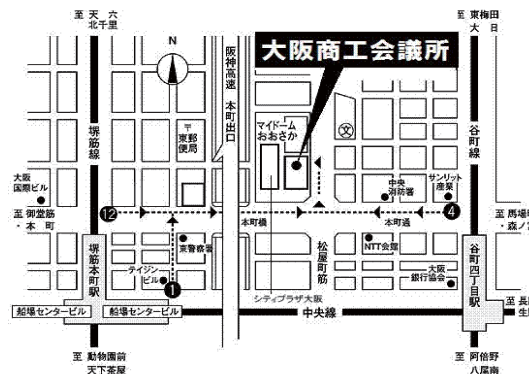 至 天 六
北千里
至 東梅田
大 日
N
阪神高速 本町出口
大阪商工会議所
堺筋線
〒
東郵
便局
マイドーム
おおさか
文
谷町線
大阪
国際ビル
中央
消防署
サンリット
産業
至 御堂筋
・本 町
12
本町橋
本町通
4
至 馬場町
・森ノ宮
東警察署
松屋町筋
NTT会館
堺筋本町駅
テイジン
ビル
大阪
銀行協会
谷町四丁目駅
1
シティプラザ大阪
船場センタービル
船場センタービル
中央線
至 動物園前
天下茶屋
至 阿倍野
八尾南